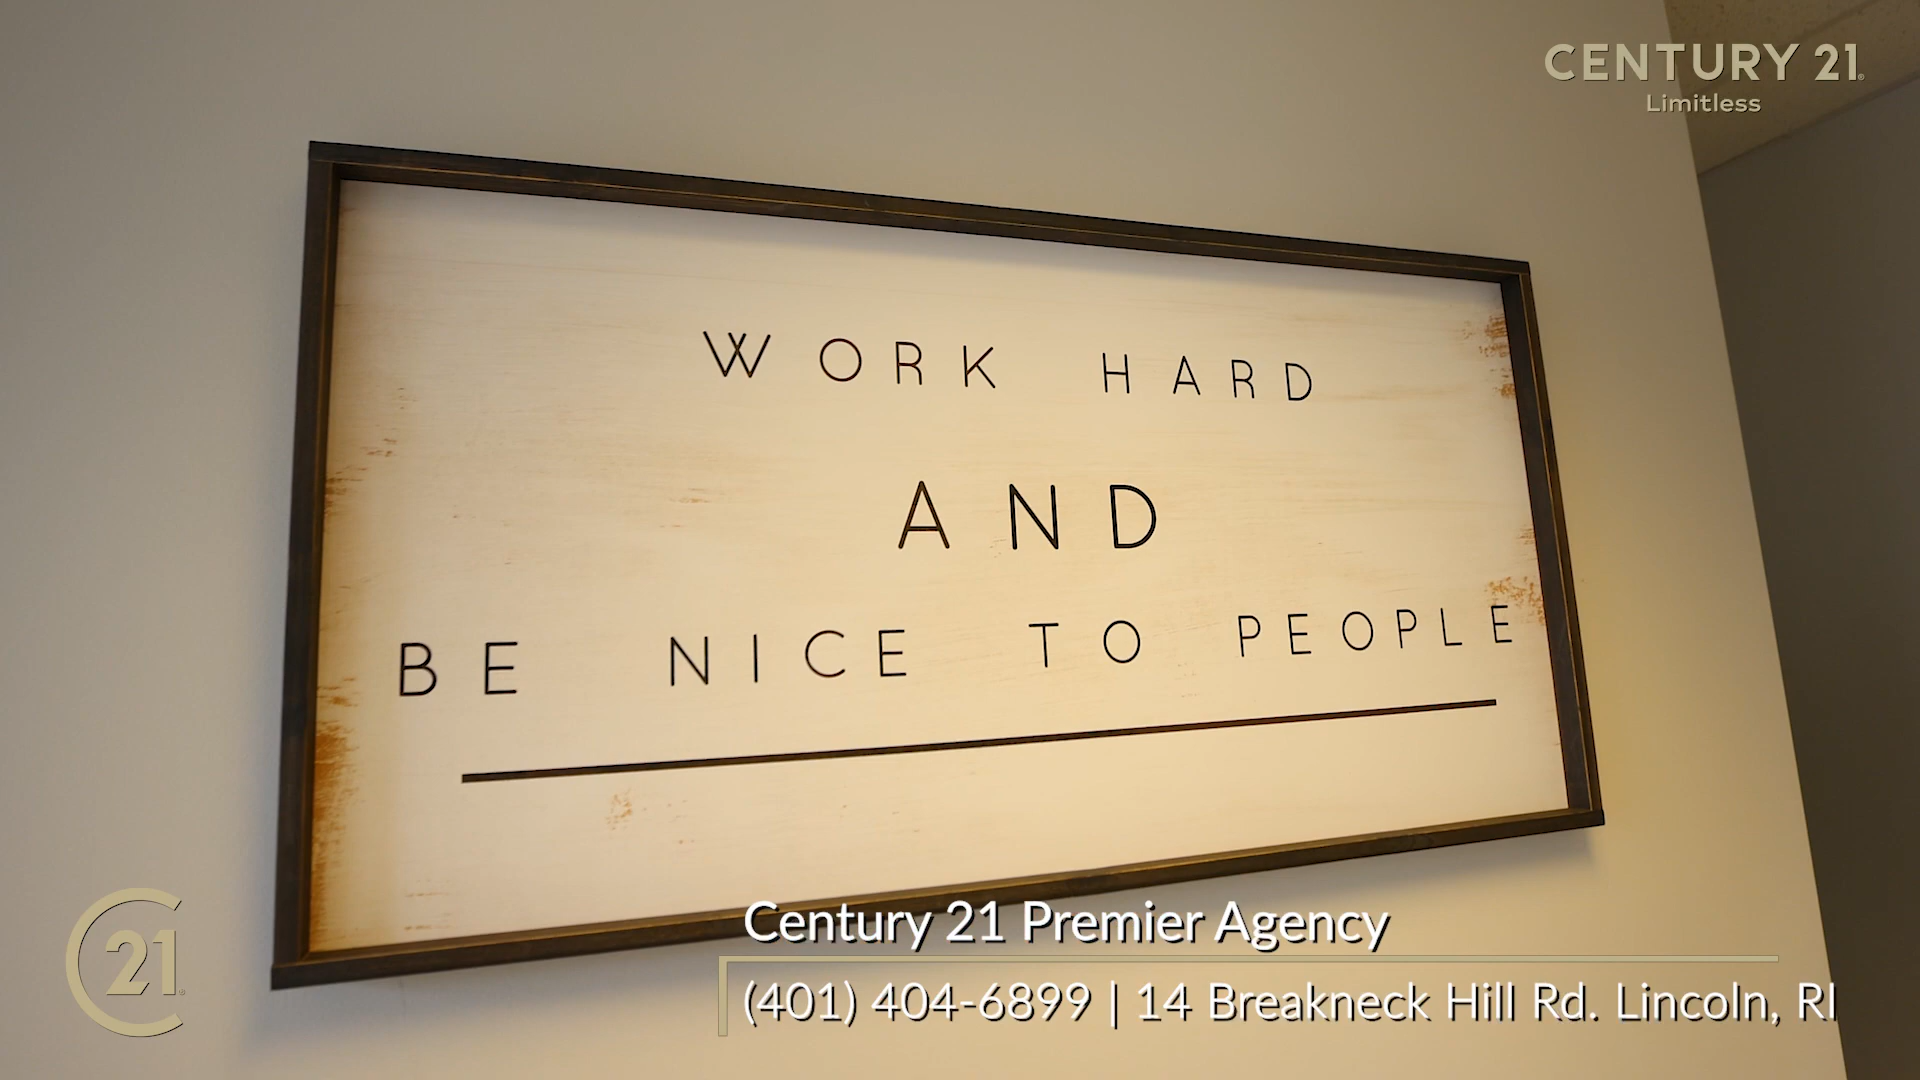 CENTURY 21®
Limitless
WORK HARD
AND
BE NICE TO PEOPLE
C21®
Century 21 Premier Agency
(401) 404-6899 | 14 Breakneck Hill Rd. Lincoln, RI